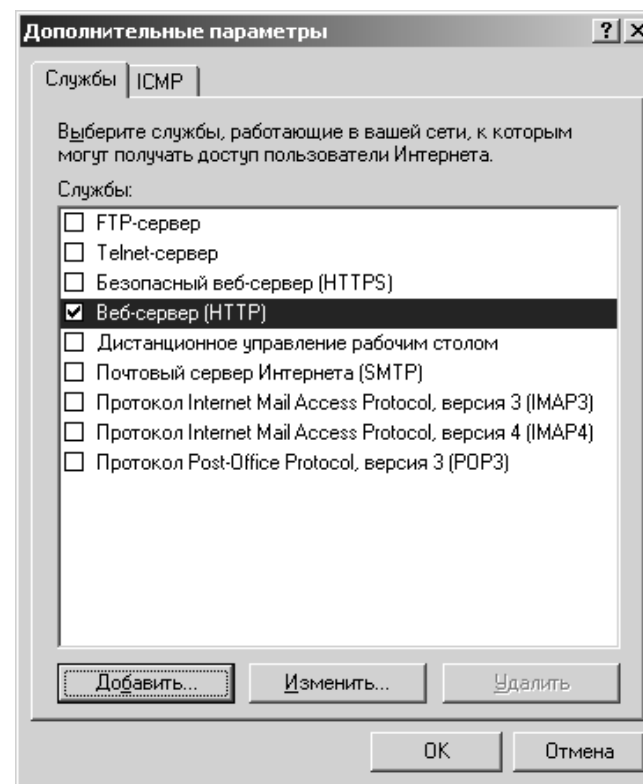 Дополнительные параметры
Службы ICMP
Выберите службы, работающие в вашей сети, к которым
могут получать доступ пользователи Интернета.
Службы:
FTP-сервер
Telnet-сервер
Безопасный веб-сервер (HTTPS)
Веб-сервер (HTTP)
Дистанционное управление рабочим столом
Почтовый сервер Интернета (SMTP)
Протокол Internet Mail Access Protocol, версия 3 (IMAP3)
Протокол Internet Mail Access Protocol, версия 4 (IMAP4)
Протокол Post-Office Protocol, версия 3 (POP3)
Добавить... Изменить... Удалить
OK Отмена